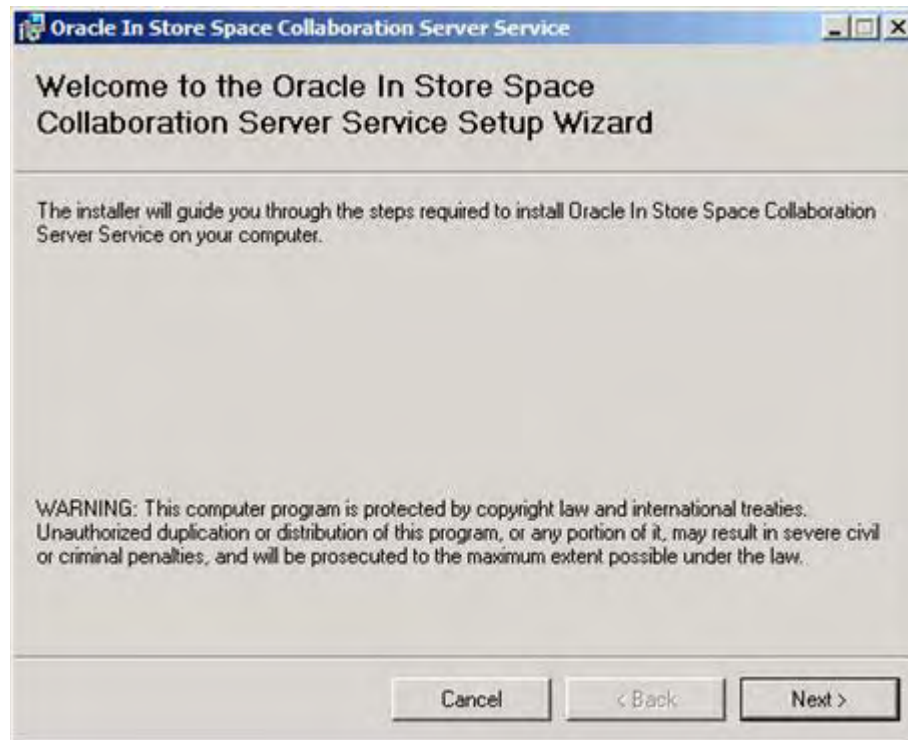 Oracle In Store Space Collaboration Server Service
Welcome to the Oracle In Store Space
Collaboration Server Service Setup Wizard
The installer will guide you through the steps required to install Oracle In Store Space Collaboration
Server Service on your computer.
WARNING: This computer program is protected by copyright law and international treaties.
Unauthorized duplication or distribution of this program, or any portion of it, may result in severe civil
or criminal penalties, and will be prosecuted to the maximum extent possible under the law.
Cancel
< Back
Next >